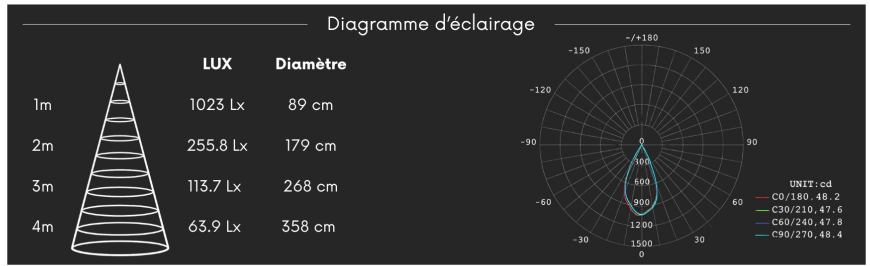 Diagramme d'éclairage
LUX Diamètre
1m 1023 Lx 89 cm
2m 255.8 Lx 179 cm
3m 113.7 Lx 268 cm
4m 63.9 Lx 358 cm
-/+180
-150 150
-120 120
-90 0 90
300
600
-60 900 60
1200
-30 1500 30
0
UNIT:cd
C0/180,48.2
C30/210,47.6
C60/240,47.8
C90/270,48.4